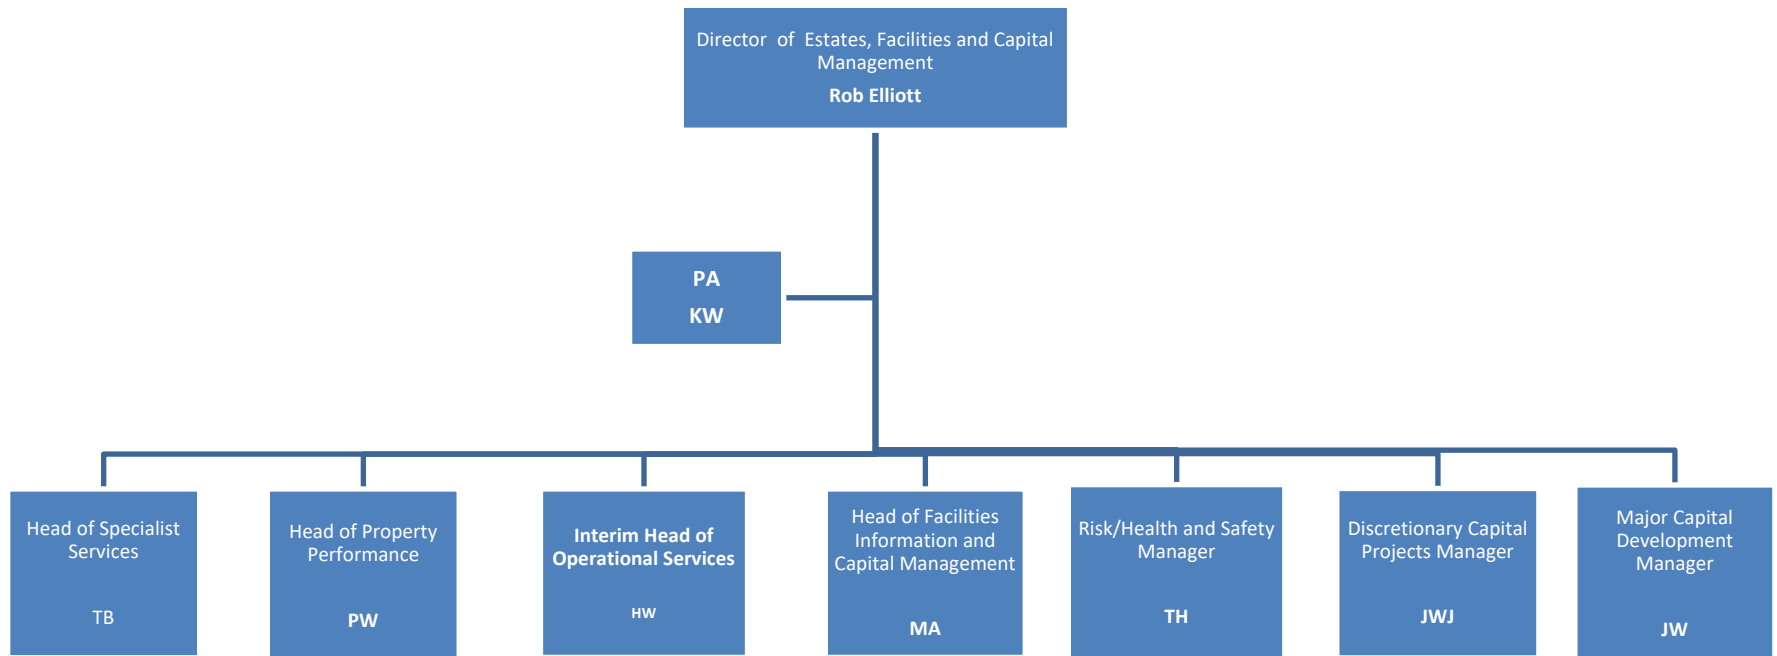 Director of Estates, Facilities and Capital
Management
Rob Elliott
PA
KW
Head of Specialist
Services
TB
Head of Property
Performance
PW
Interim Head of
Operational Services
HW
Head of Facilities
Information and
Capital Management
MA
Risk/Health and Safety
Manager
TH
Discretionary Capital
Projects Manager
JWJ
Major Capital
Development
Manager
JW